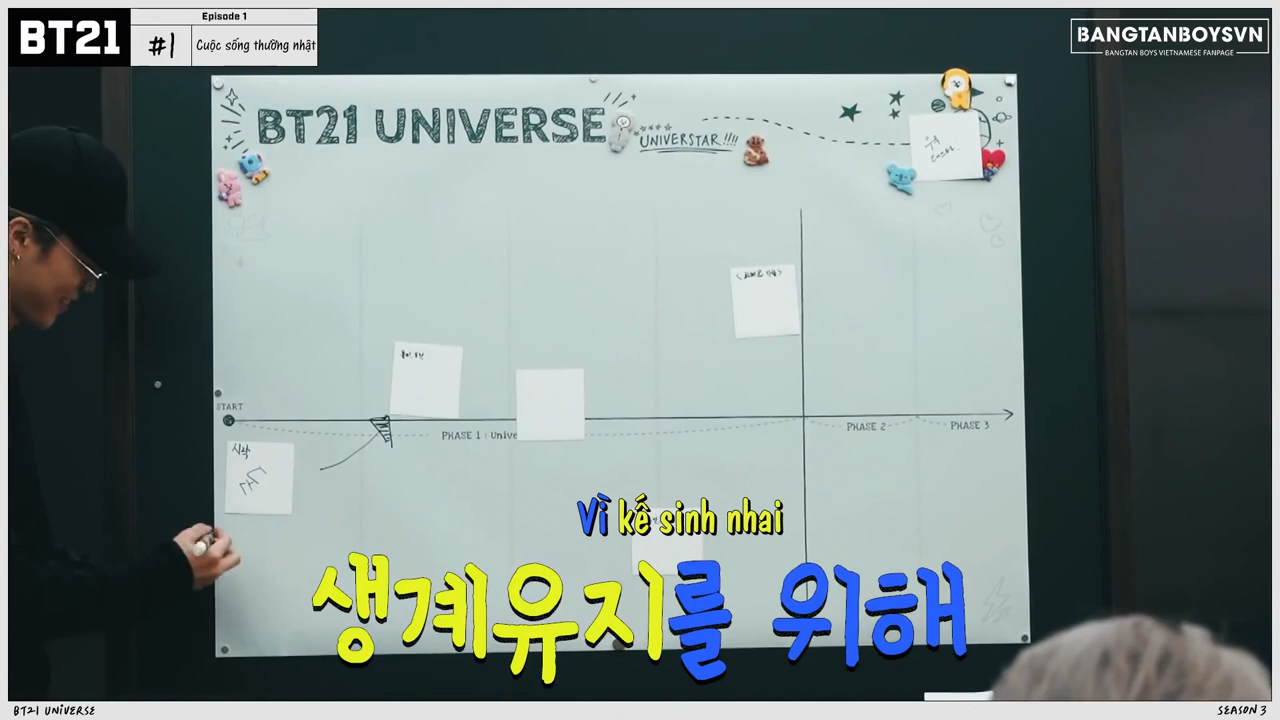 BT21
Episode 1
#1
Cuộc sống thường nhật
BANGTANBOYSVN
BANGTAN BOYS VIETNAMESE FANPAGE
BT21 UNIVERSE
UNIVERSTAR!!!!
START
PHASE 1 : Unive
PHASE 2
PHASE 3
시작
Vì kế sinh nhai
생계유지를 위해
BT21 UNIVERSE
SEASON 3